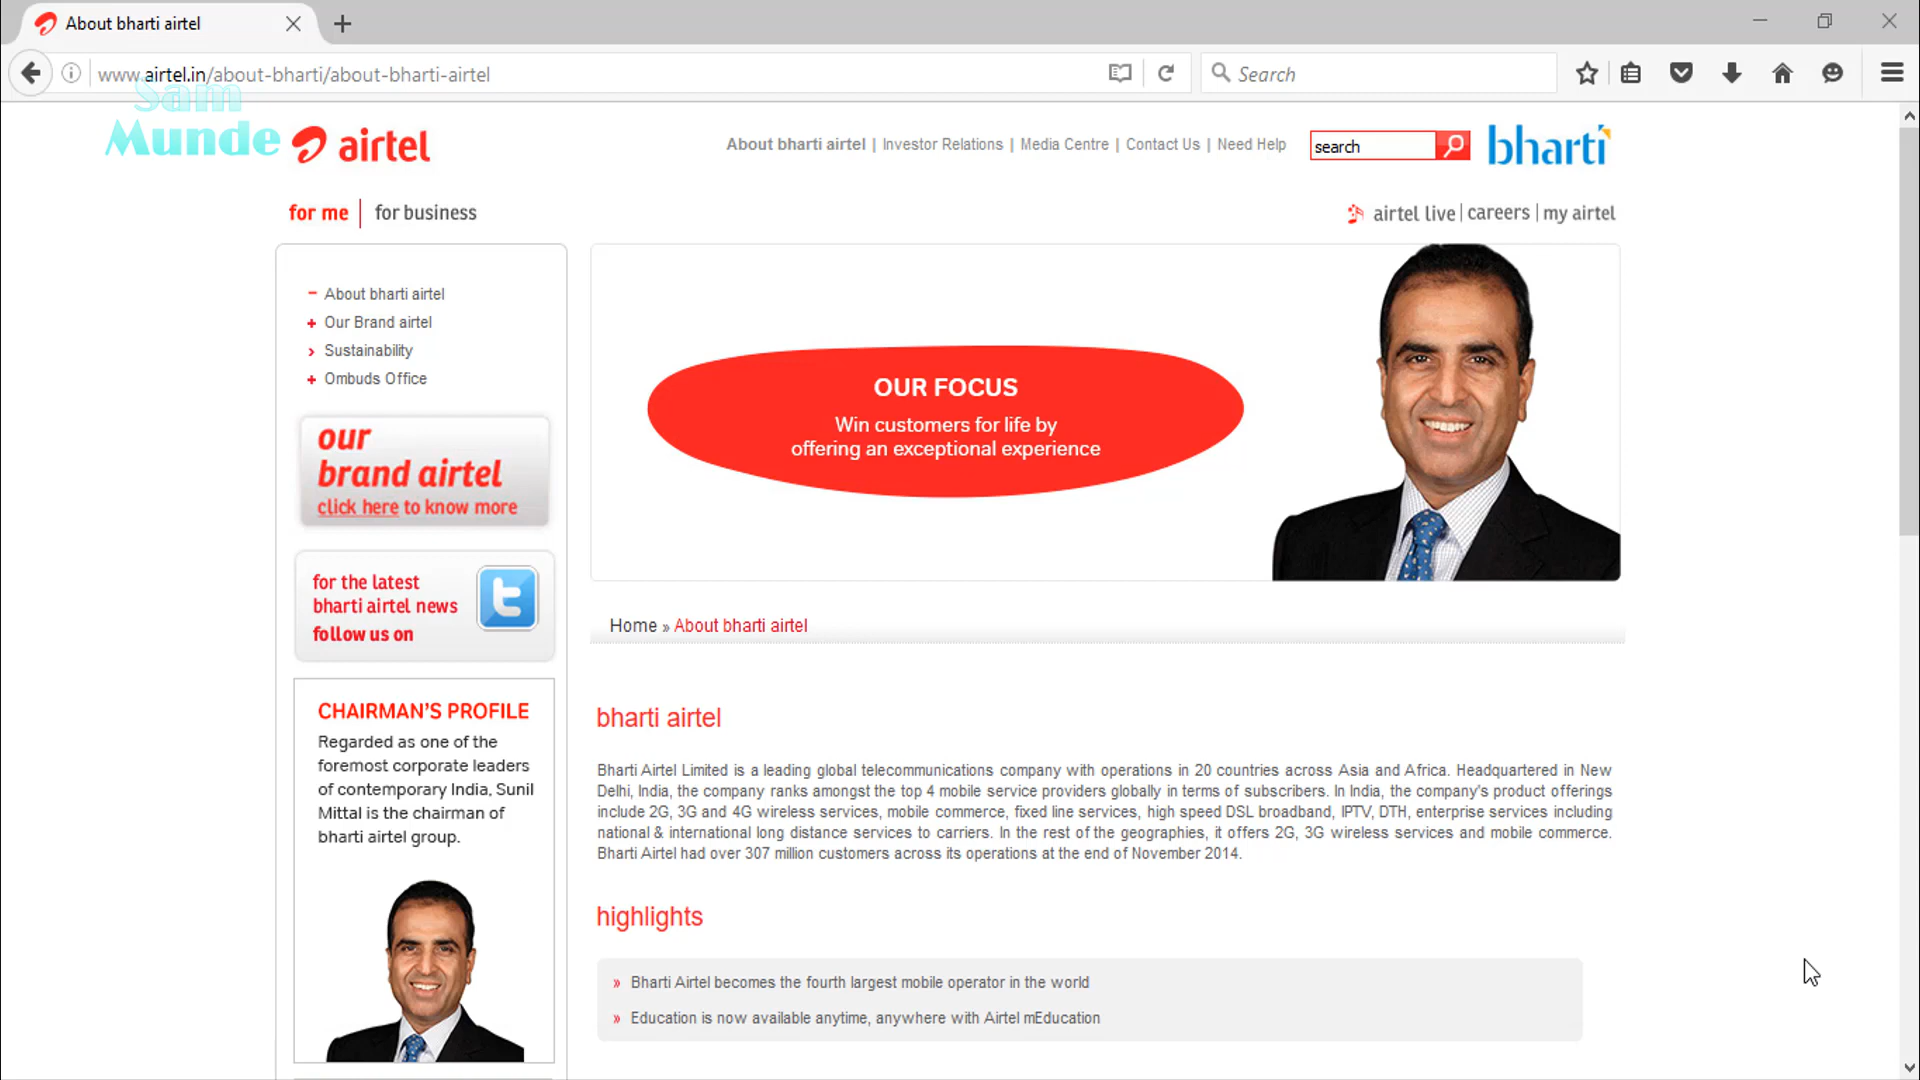 About bharti airtel
www.airtel.in/about-bharti/about-bharti-airtel
Search
Sam
Munde
airtel
About bharti airtel | Investor Relations | Media Centre | Contact Us | Need Help
search
bharti
for me | for business
airtel live | careers | my airtel
About bharti airtel
Our Brand airtel
Sustainability
Ombuds Office
our
brand airtel
click here to know more
for the latest
bharti airtel news
follow us on
t
CHAIRMAN'S PROFILE
Regarded as one of the
foremost corporate leaders
of contemporary India, Sunil
Mittal is the chairman of
bharti airtel group.
OUR FOCUS
Win customers for life by
offering an exceptional experience
Home » About bharti airtel
bharti airtel
Bharti Airtel Limited is a leading global telecommunications company with operations in 20 countries across Asia and Africa. Headquartered in New
Delhi, India, the company ranks amongst the top 4 mobile service providers globally in terms of subscribers. In India, the company's product offerings
include 2G, 3G and 4G wireless services, mobile commerce, fixed line services, high speed DSL broadband, IPTV, DTH, enterprise services including
national & international long distance services to carriers. In the rest of the geographies, it offers 2G, 3G wireless services and mobile commerce.
Bharti Airtel had over 307 million customers across its operations at the end of November 2014.
highlights
» Bharti Airtel becomes the fourth largest mobile operator in the world
» Education is now available anytime, anywhere with Airtel mEducation